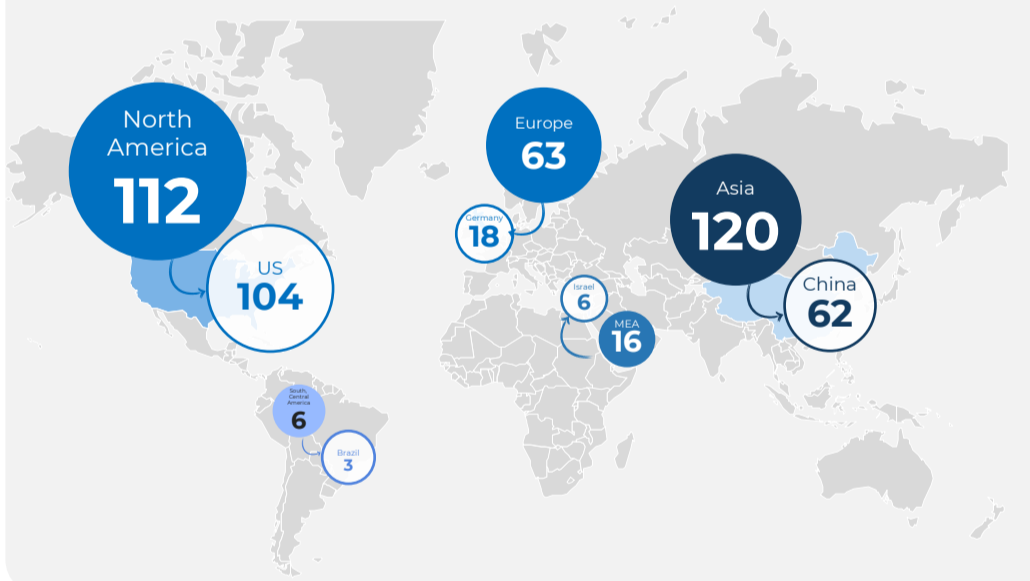 North
America
112
US
104
Europe
63
Germany
18
Asia
120
China
62
Israel
6
MEA
16
South,
Central
America
6
Brazil
3